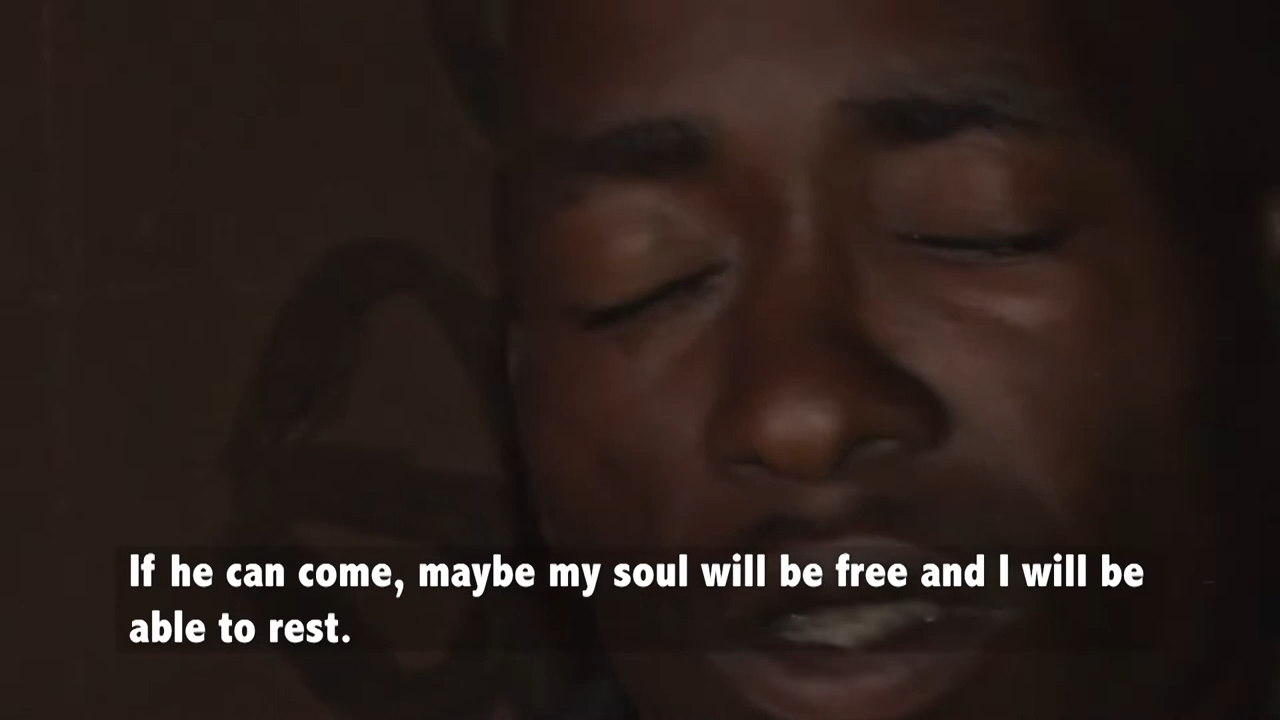 If he can come, maybe my soul will be free and I will be
able to rest.